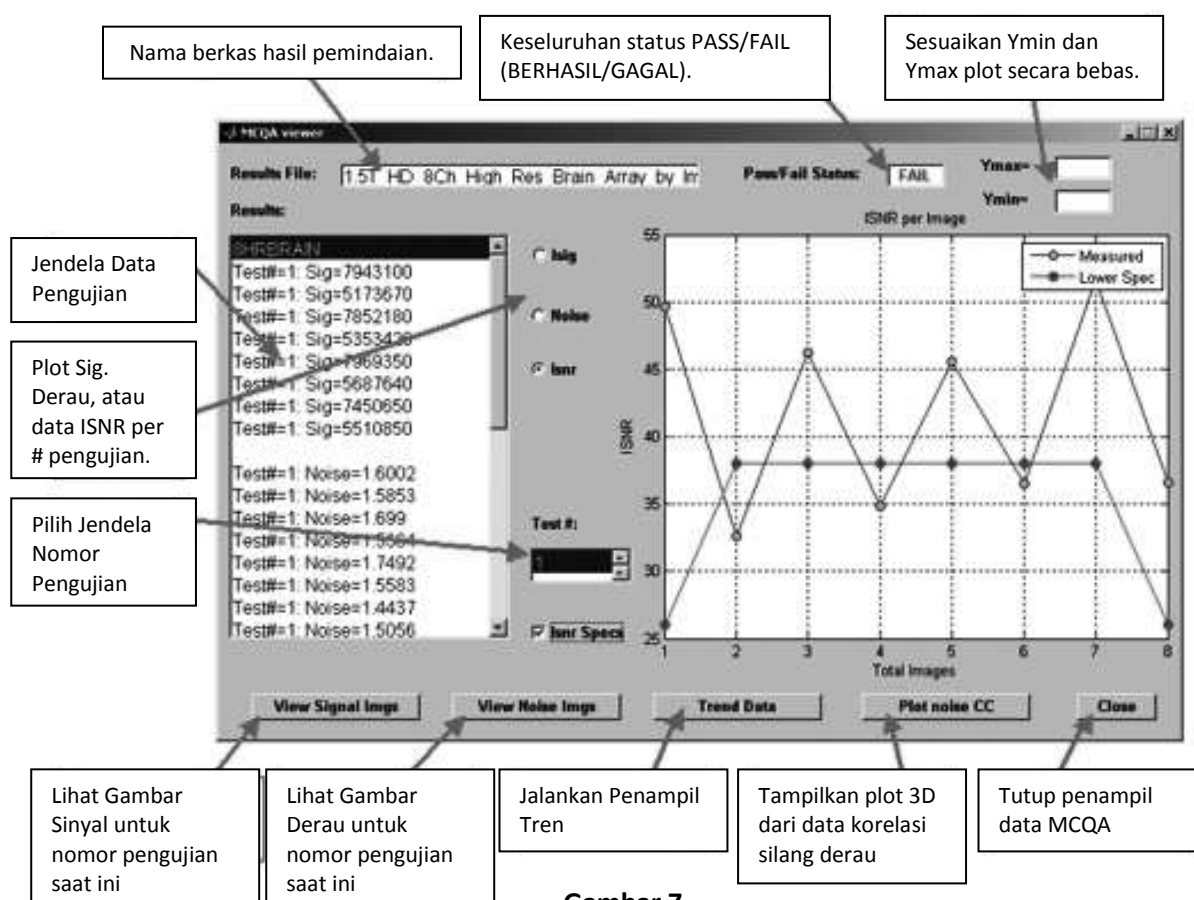 Nama berkas hasil pemindaian.
Keseluruhan status PASS/FAIL
(BERHASIL/GAGAL).
Sesuaikan Ymin dan
Ymax plot secara bebas.
MCQA viewer
Results File:
1.5T HD 8Ch High Res Brain Array by Im
Pass/Fail Status:
FAIL
Ymax=
Ymin=
Results:
8HRBRAIN
Test#=1: Sig=7943100
Test#=1: Sig=5173670
Test#=1: Sig=7852180
Test#=1: Sig=5353420
Test#=1: Sig=7969350
Test#=1: Sig=5687640
Test#=1: Sig=7450650
Test#=1: Sig=5510850
Test#=1: Noise=1.6002
Test#=1: Noise=1.5853
Test#=1: Noise=1.699
Test#=1: Noise=1.5364
Test#=1: Noise=1.7492
Test#=1: Noise=1.5583
Test#=1: Noise=1.4437
Test#=1: Noise=1.5056
Isig
Noise
Isnr
Test #:
1
Isnr Specs
ISNR per Image
Measured
Lower Spec
ISNR
55
50
45
40
35
30
25
1 2 3 4 5 6 7 8
Total Images
View Signal Imgs
View Noise Imgs
Trend Data
Plot noise CC
Close
Jendela Data
Pengujian
Plot Sig.
Derau, atau
data ISNR per
# pengujian.
Pilih Jendela
Nomor
Pengujian
Lihat Gambar
Sinyal untuk
nomor pengujian
saat ini
Lihat Gambar
Derau untuk
nomor pengujian
saat ini
Jalankan Penampil
Tren
Tampilkan plot 3D
dari data korelasi
silang derau
Tutup penampil
data MCQA
Gambar 7